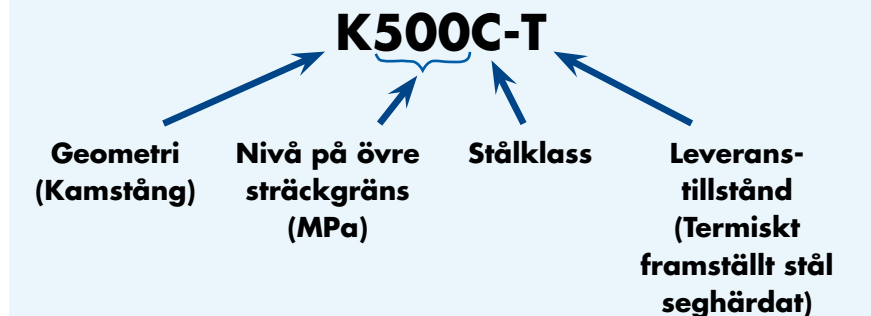 K500C-T
Geometri
(Kamstång)
Nivå på övre
sträckgräns
(MPa)
Stålklass
Leverans-
tillstånd
(Termiskt
framställt stål
seghärdat)